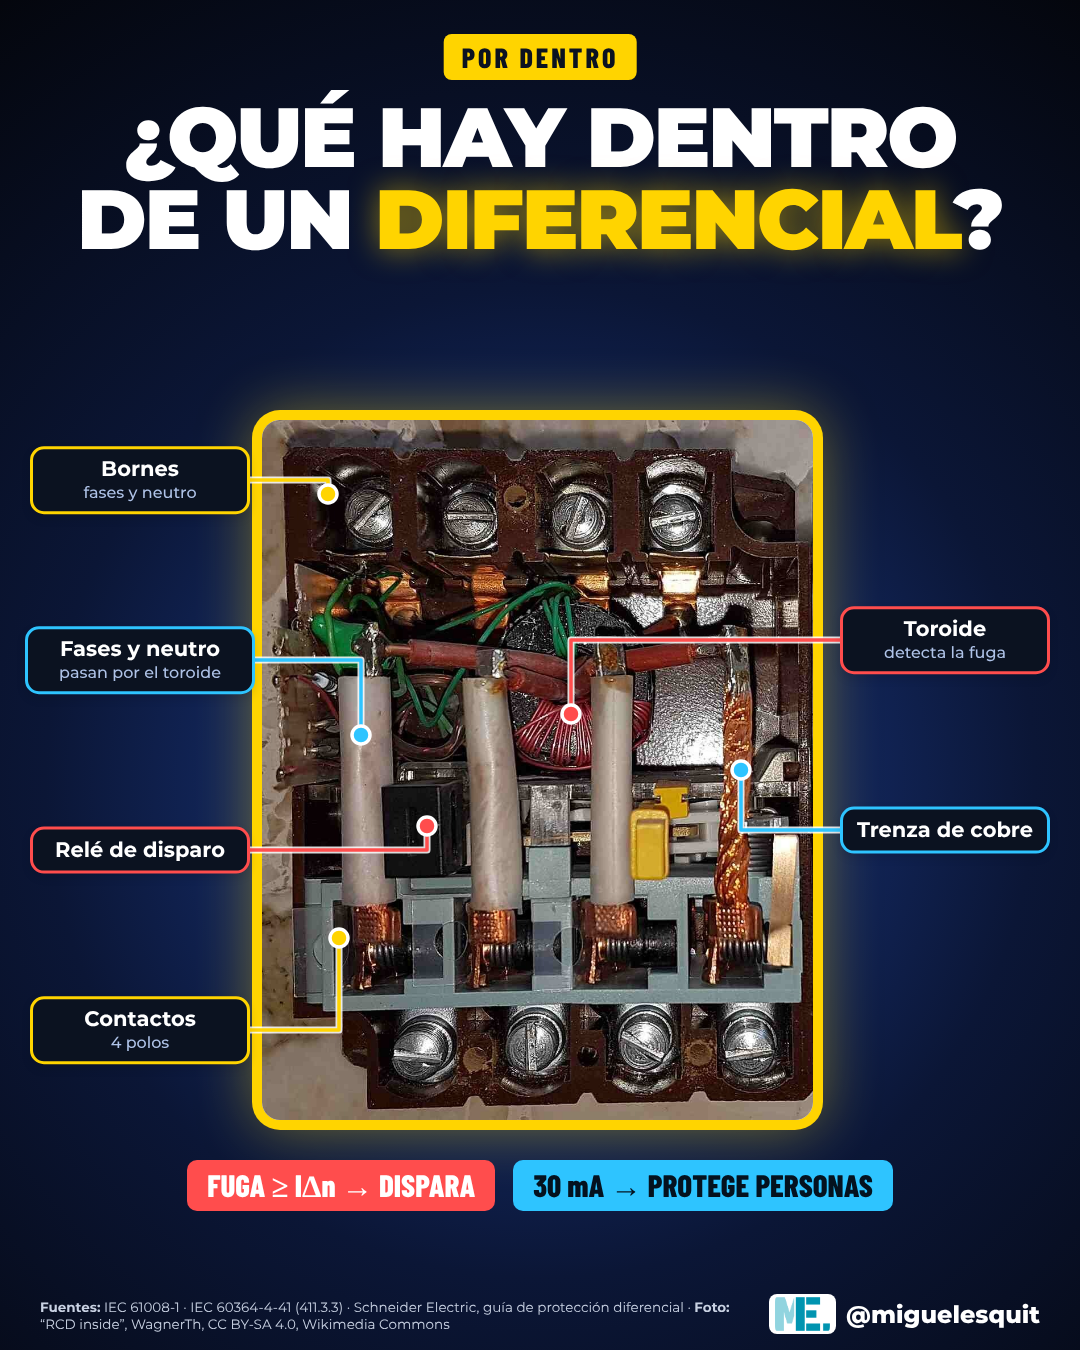 POR DENTRO
¿QUÉ HAY DENTRO
DE UN DIFERENCIAL?
Bornes
fases y neutro
Fases y neutro
pasan por el toroide
Toroide
detecta la fuga
Relé de disparo
Trenza de cobre
Contactos
4 polos
FUGA ≥ IΔn → DISPARA
30 mA → PROTEGE PERSONAS
Fuentes: IEC 61008-1 · IEC 60364-4-41 (411.3.3) · Schneider Electric, guía de protección diferencial · Foto:
“RCD inside”, WagnerTh, CC BY-SA 4.0, Wikimedia Commons
ME.
@miguelesquit